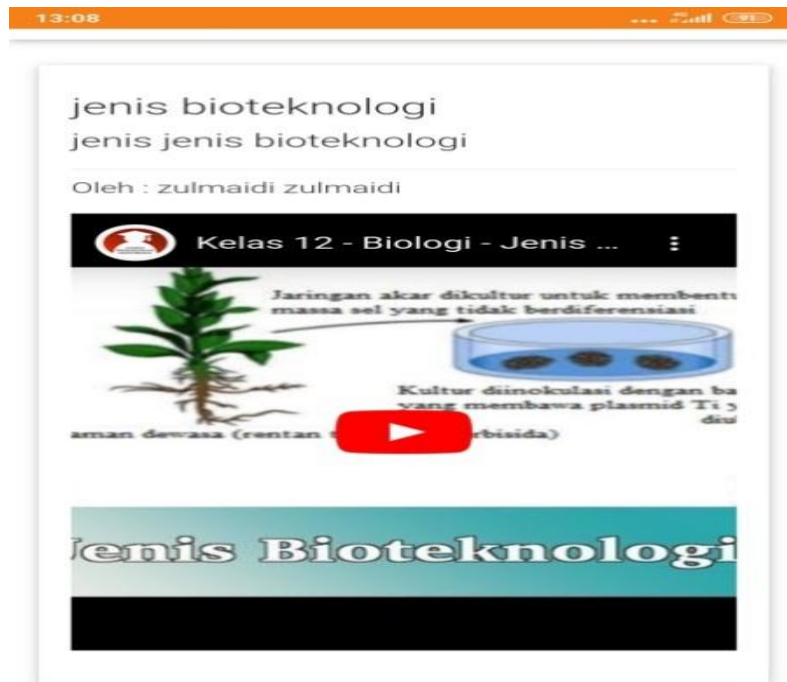 13:08
91
jenis bioteknologi
jenis jenis bioteknologi
Oleh : zulmaidi zulmaidi
Kelas 12 - Biologi - Jenis ...
Jaringan akar dikultur untuk membentu
massa sel yang tidak berdiferensiasi
Kultur diinokulasi dengan ba
yang membawa plasmid Ti y
diu
aman dewasa (rentan t rbisida)
Jenis Bioteknologi